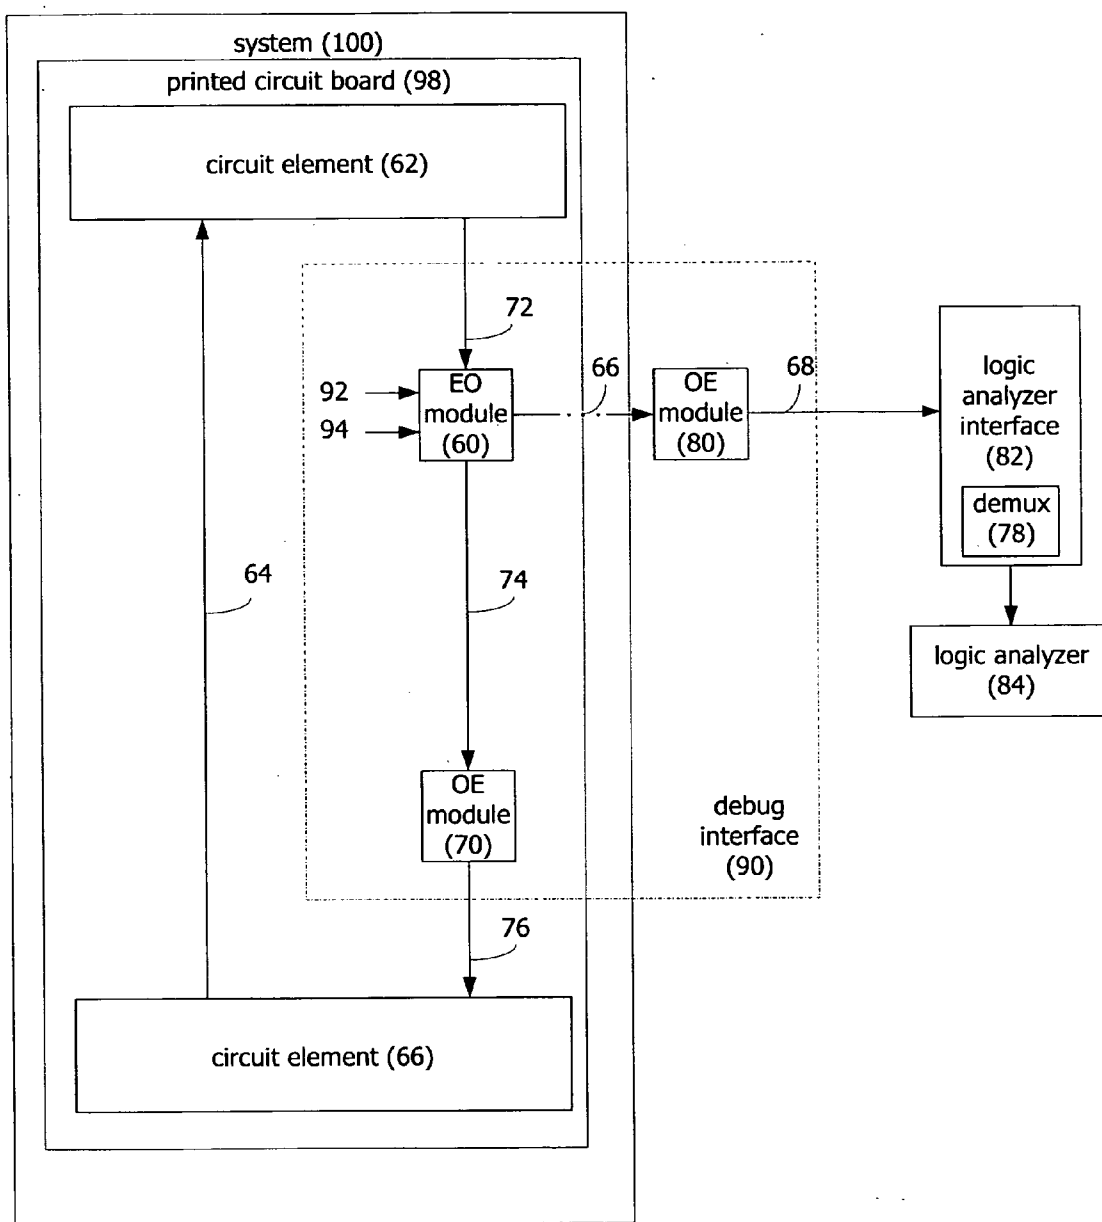 system (100)
printed circuit board (98)
circuit element (62)
72
92
94
EO
module
(60)
66
OE
module
(80)
68
logic
analyzer
interface
(82)
demux
(78)
64
74
logic analyzer
(84)
OE
module
(70)
debug
interface
(90)
76
circuit element (66)